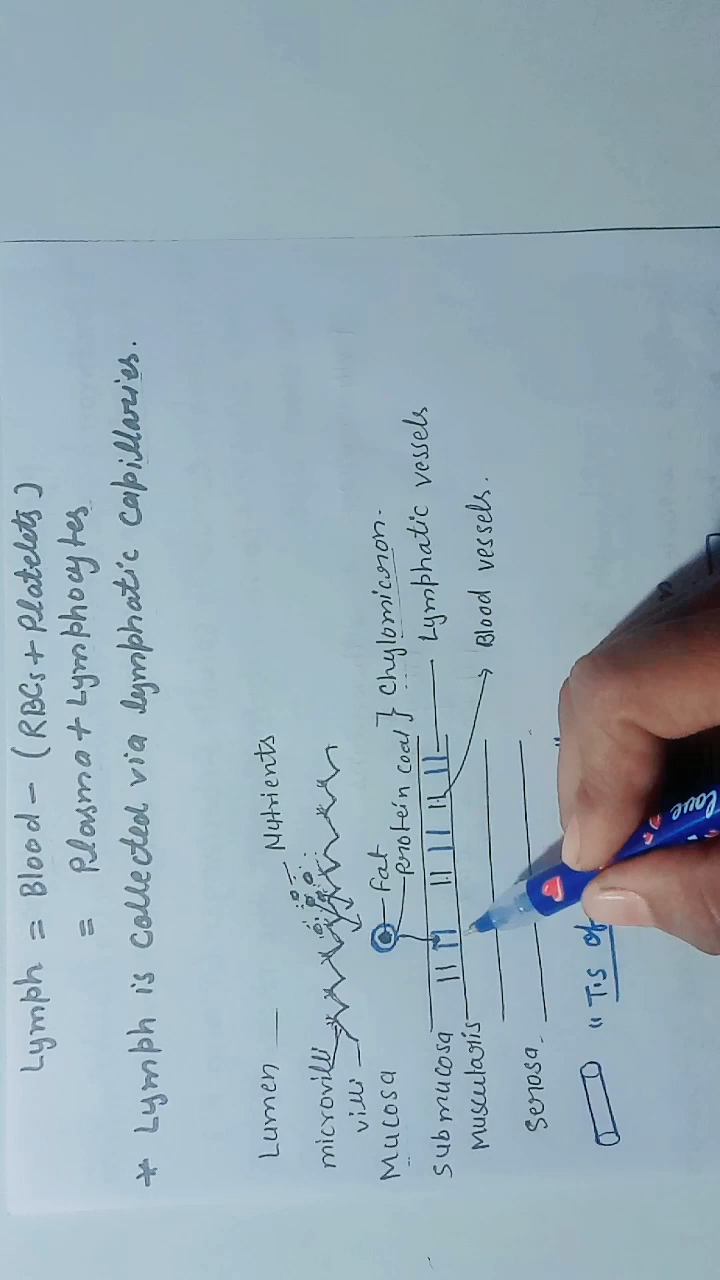 Lymph = Blood - (RBCs + Platelets)
= Plasma + Lymphocytes
* Lymph is collected via lymphatic capillaries.
Lumen
Nutrients
microvilli
villi
Mucosa
Fat
Protein coat } Chylomicron.
Submucosa
Lymphatic vessels
Muscularis
Blood vessels.
Serosa
"T.S of
Love